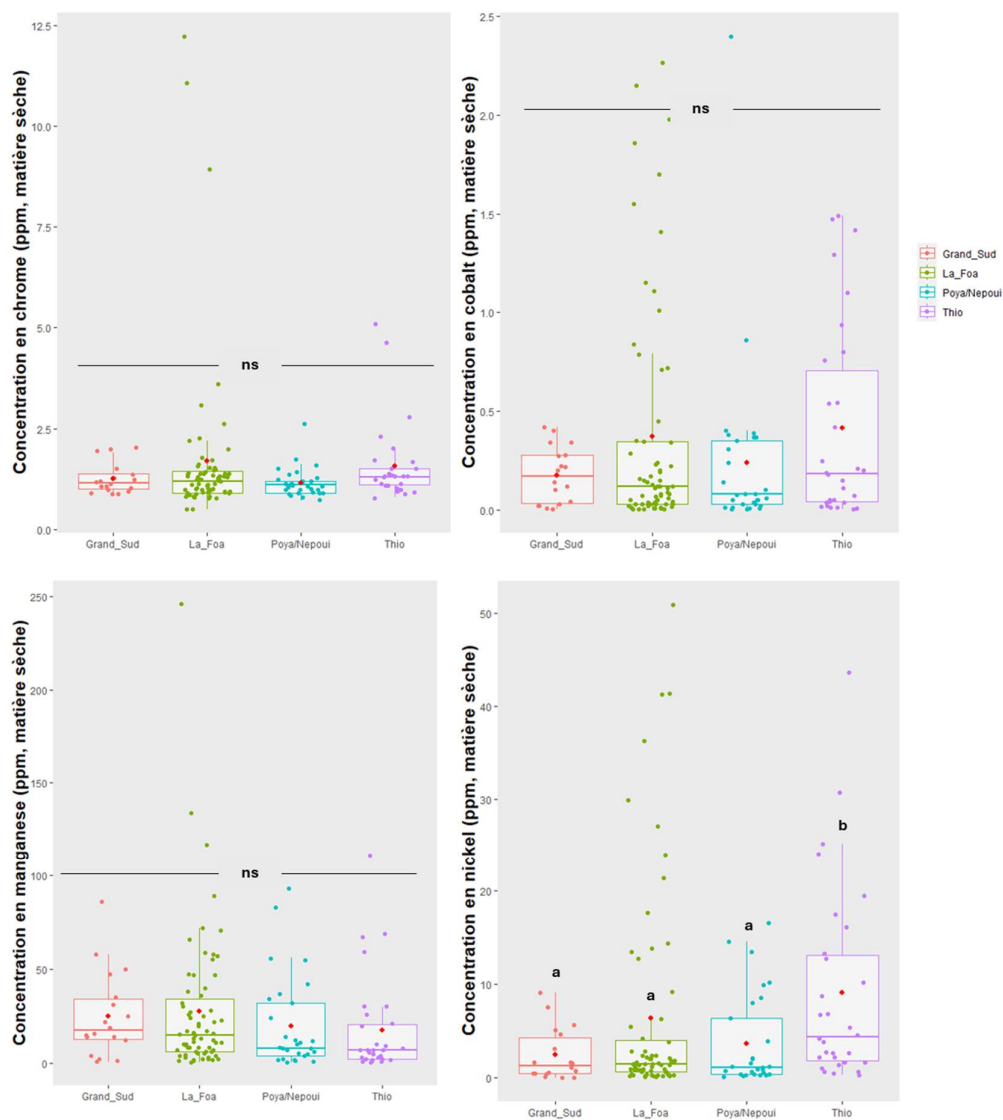 Concentration en chrome (ppm, matière sèche)
12.5
10.0
7.5
5.0
2.5
0.0
ns
Grand_Sud La_Foa Poya/Nepoui Thio
Concentration en cobalt (ppm, matière sèche)
2.5
2.0
1.5
1.0
0.5
0.0
ns
Grand_Sud La_Foa Poya/Nepoui Thio
Grand_Sud
La_Foa
Poya/Nepoui
Thio
Concentration en manganese (ppm, matière sèche)
250
200
150
100
50
0
ns
Grand_Sud La_Foa Poya/Nepoui Thio
Concentration en nickel (ppm, matière sèche)
50
40
30
20
10
0
a
a
a
b
Grand_Sud La_Foa Poya/Nepoui Thio